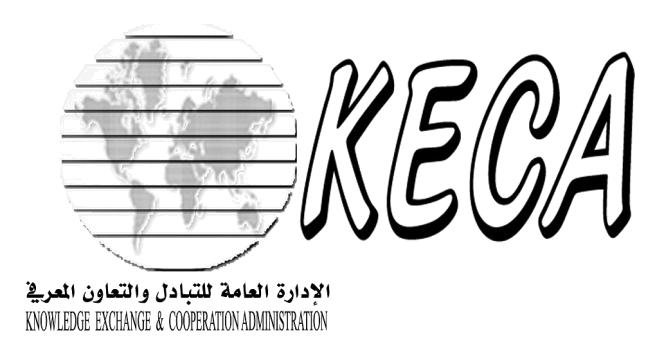 KECA
الإدارة العامة للتبادل والتعاون المعرفي
KNOWLEDGE EXCHANGE & COOPERATION ADMINISTRATION